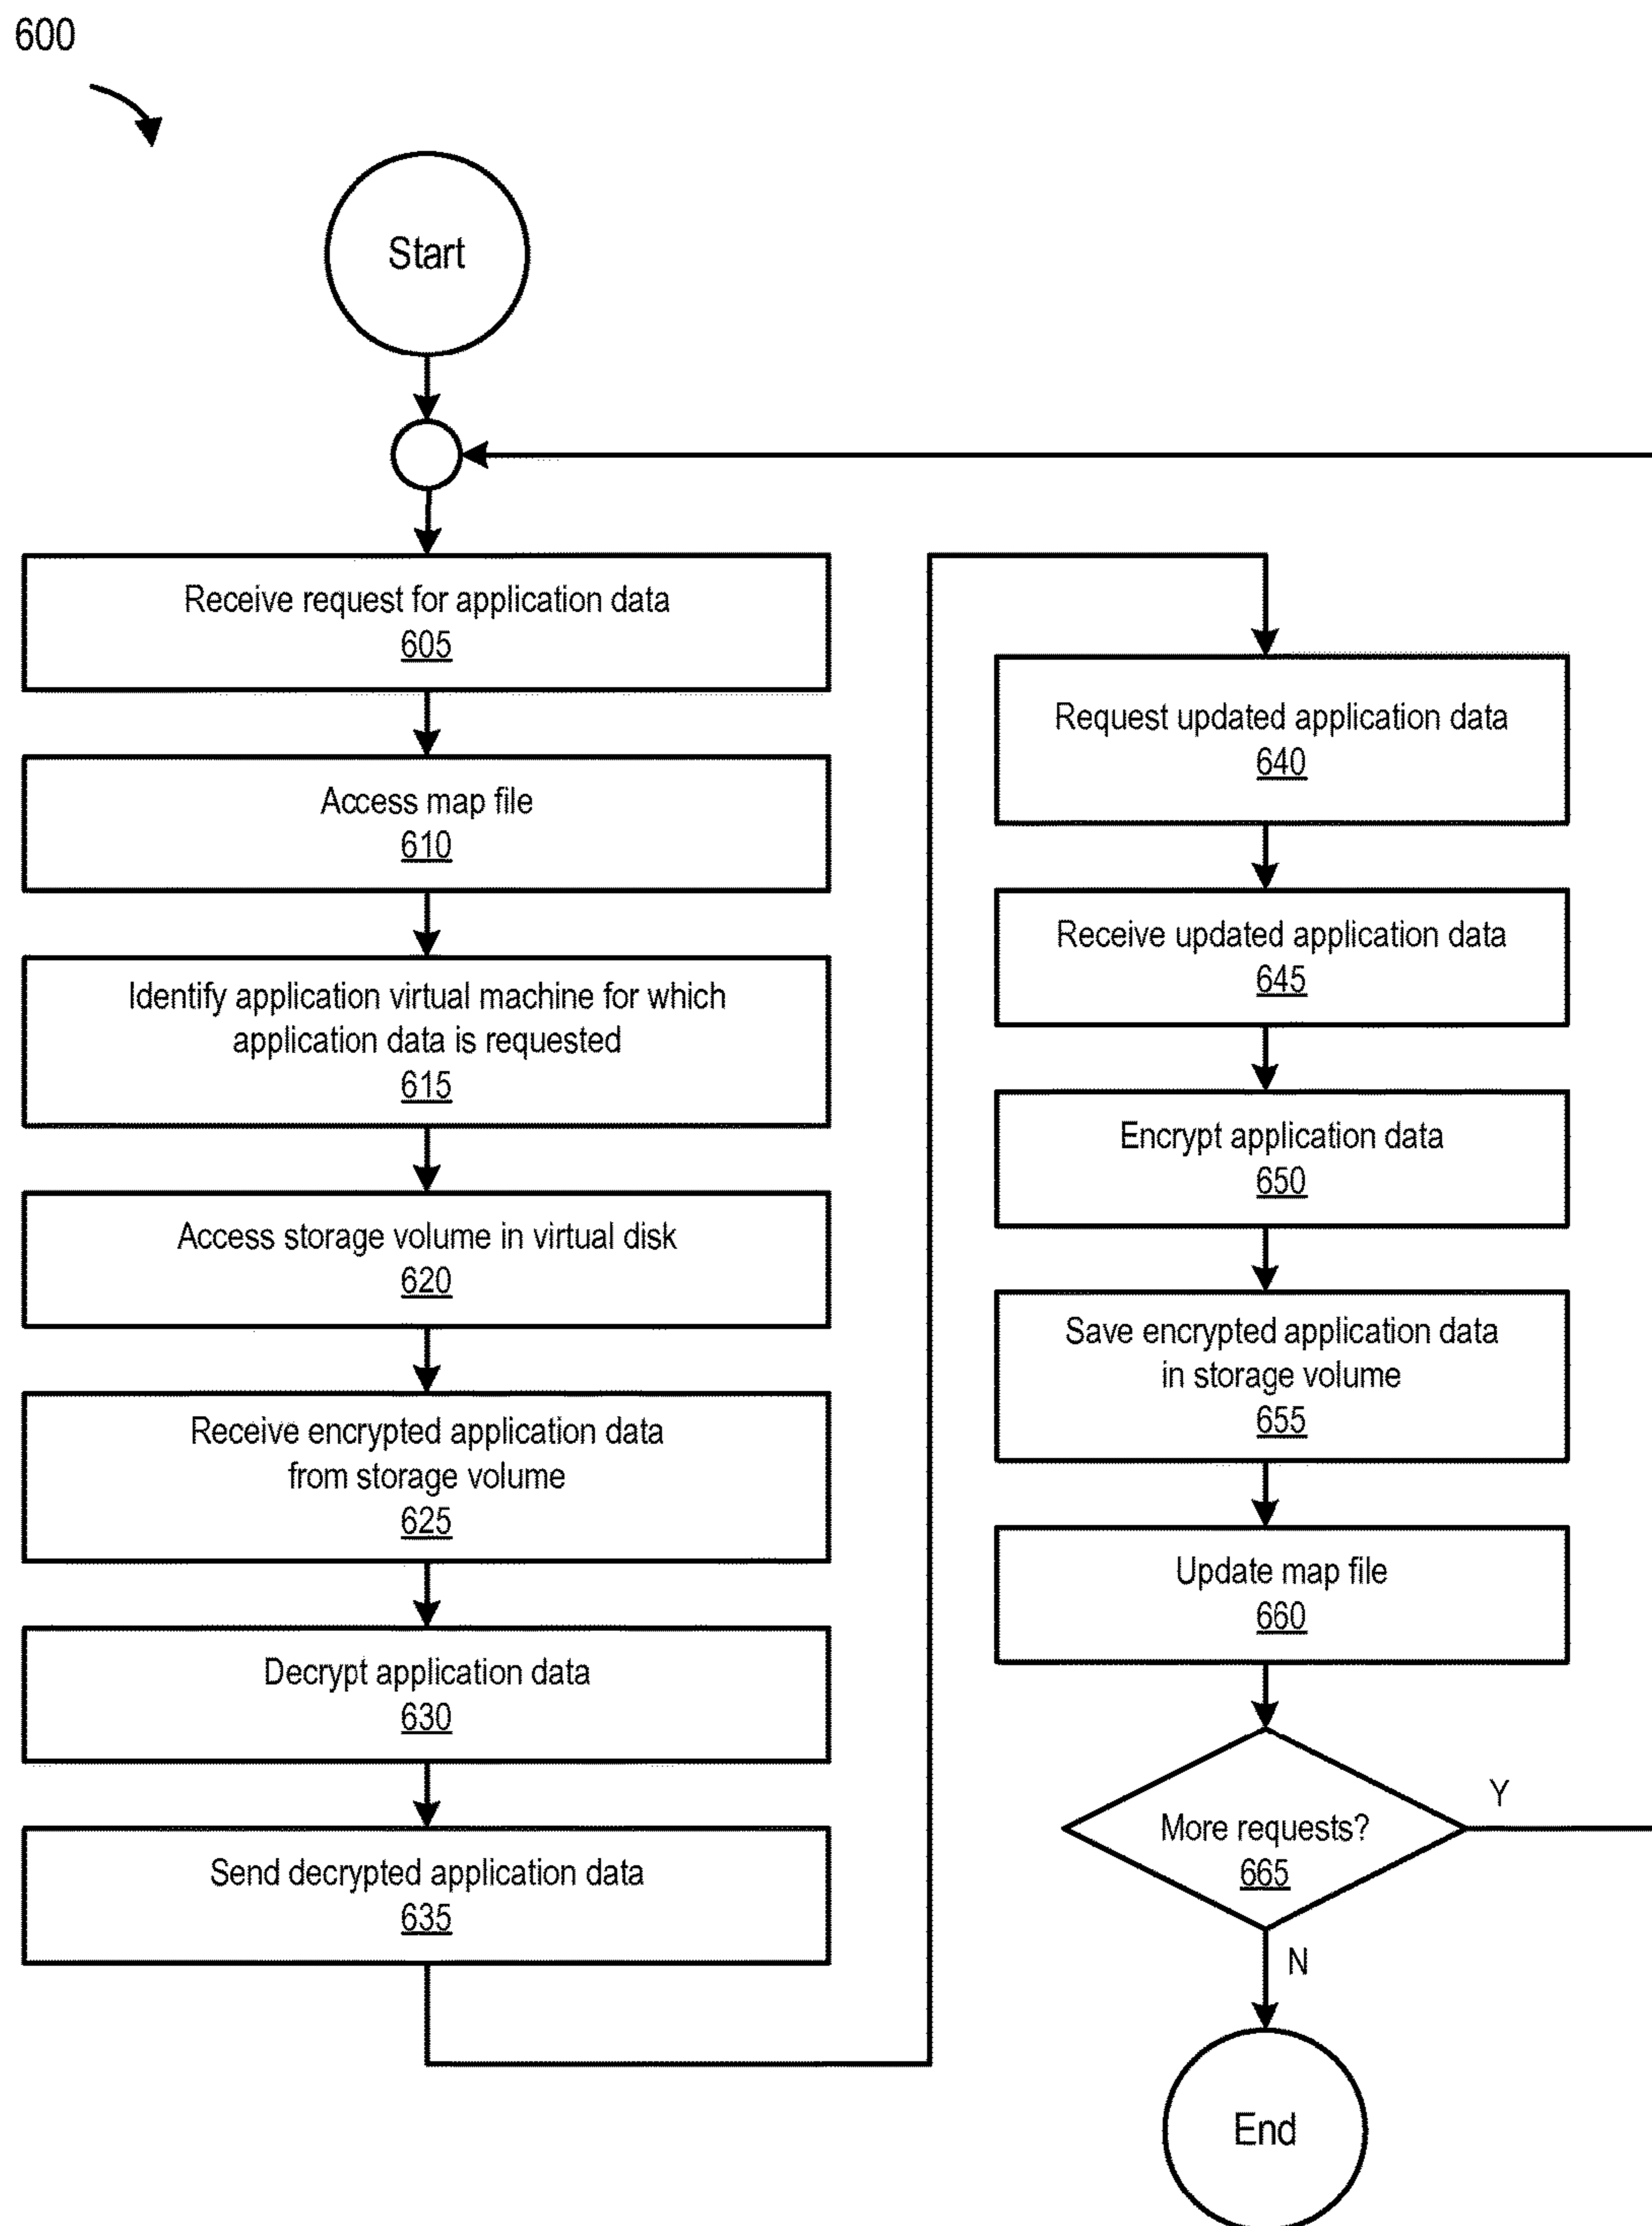 600
Start
Receive request for application data
605
Access map file
610
Identify application virtual machine for which
application data is requested
615
Access storage volume in virtual disk
620
Receive encrypted application data
from storage volume
625
Decrypt application data
630
Send decrypted application data
635
Request updated application data
640
Receive updated application data
645
Encrypt application data
650
Save encrypted application data
in storage volume
655
Update map file
660
More requests?
665
Y
N
End